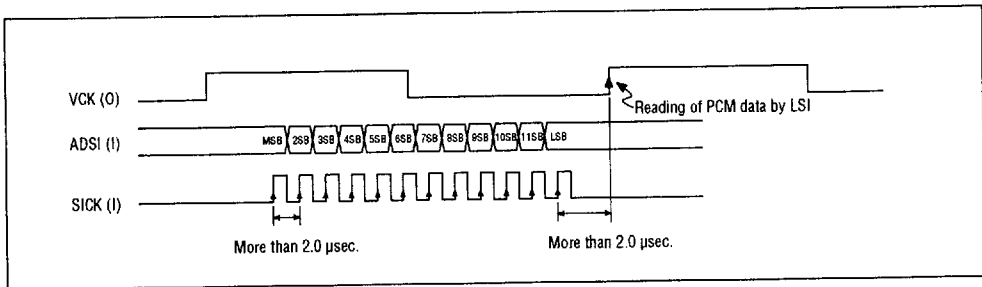 VCK (O)
Reading of PCM data by LSI
ADSI (I)
MSB 2SB 3SB 4SB 5SB 6SB 7SB 8SB 9SB 10SB 11SB LSB
SICK (I)
More than 2.0 µsec. More than 2.0 µsec.